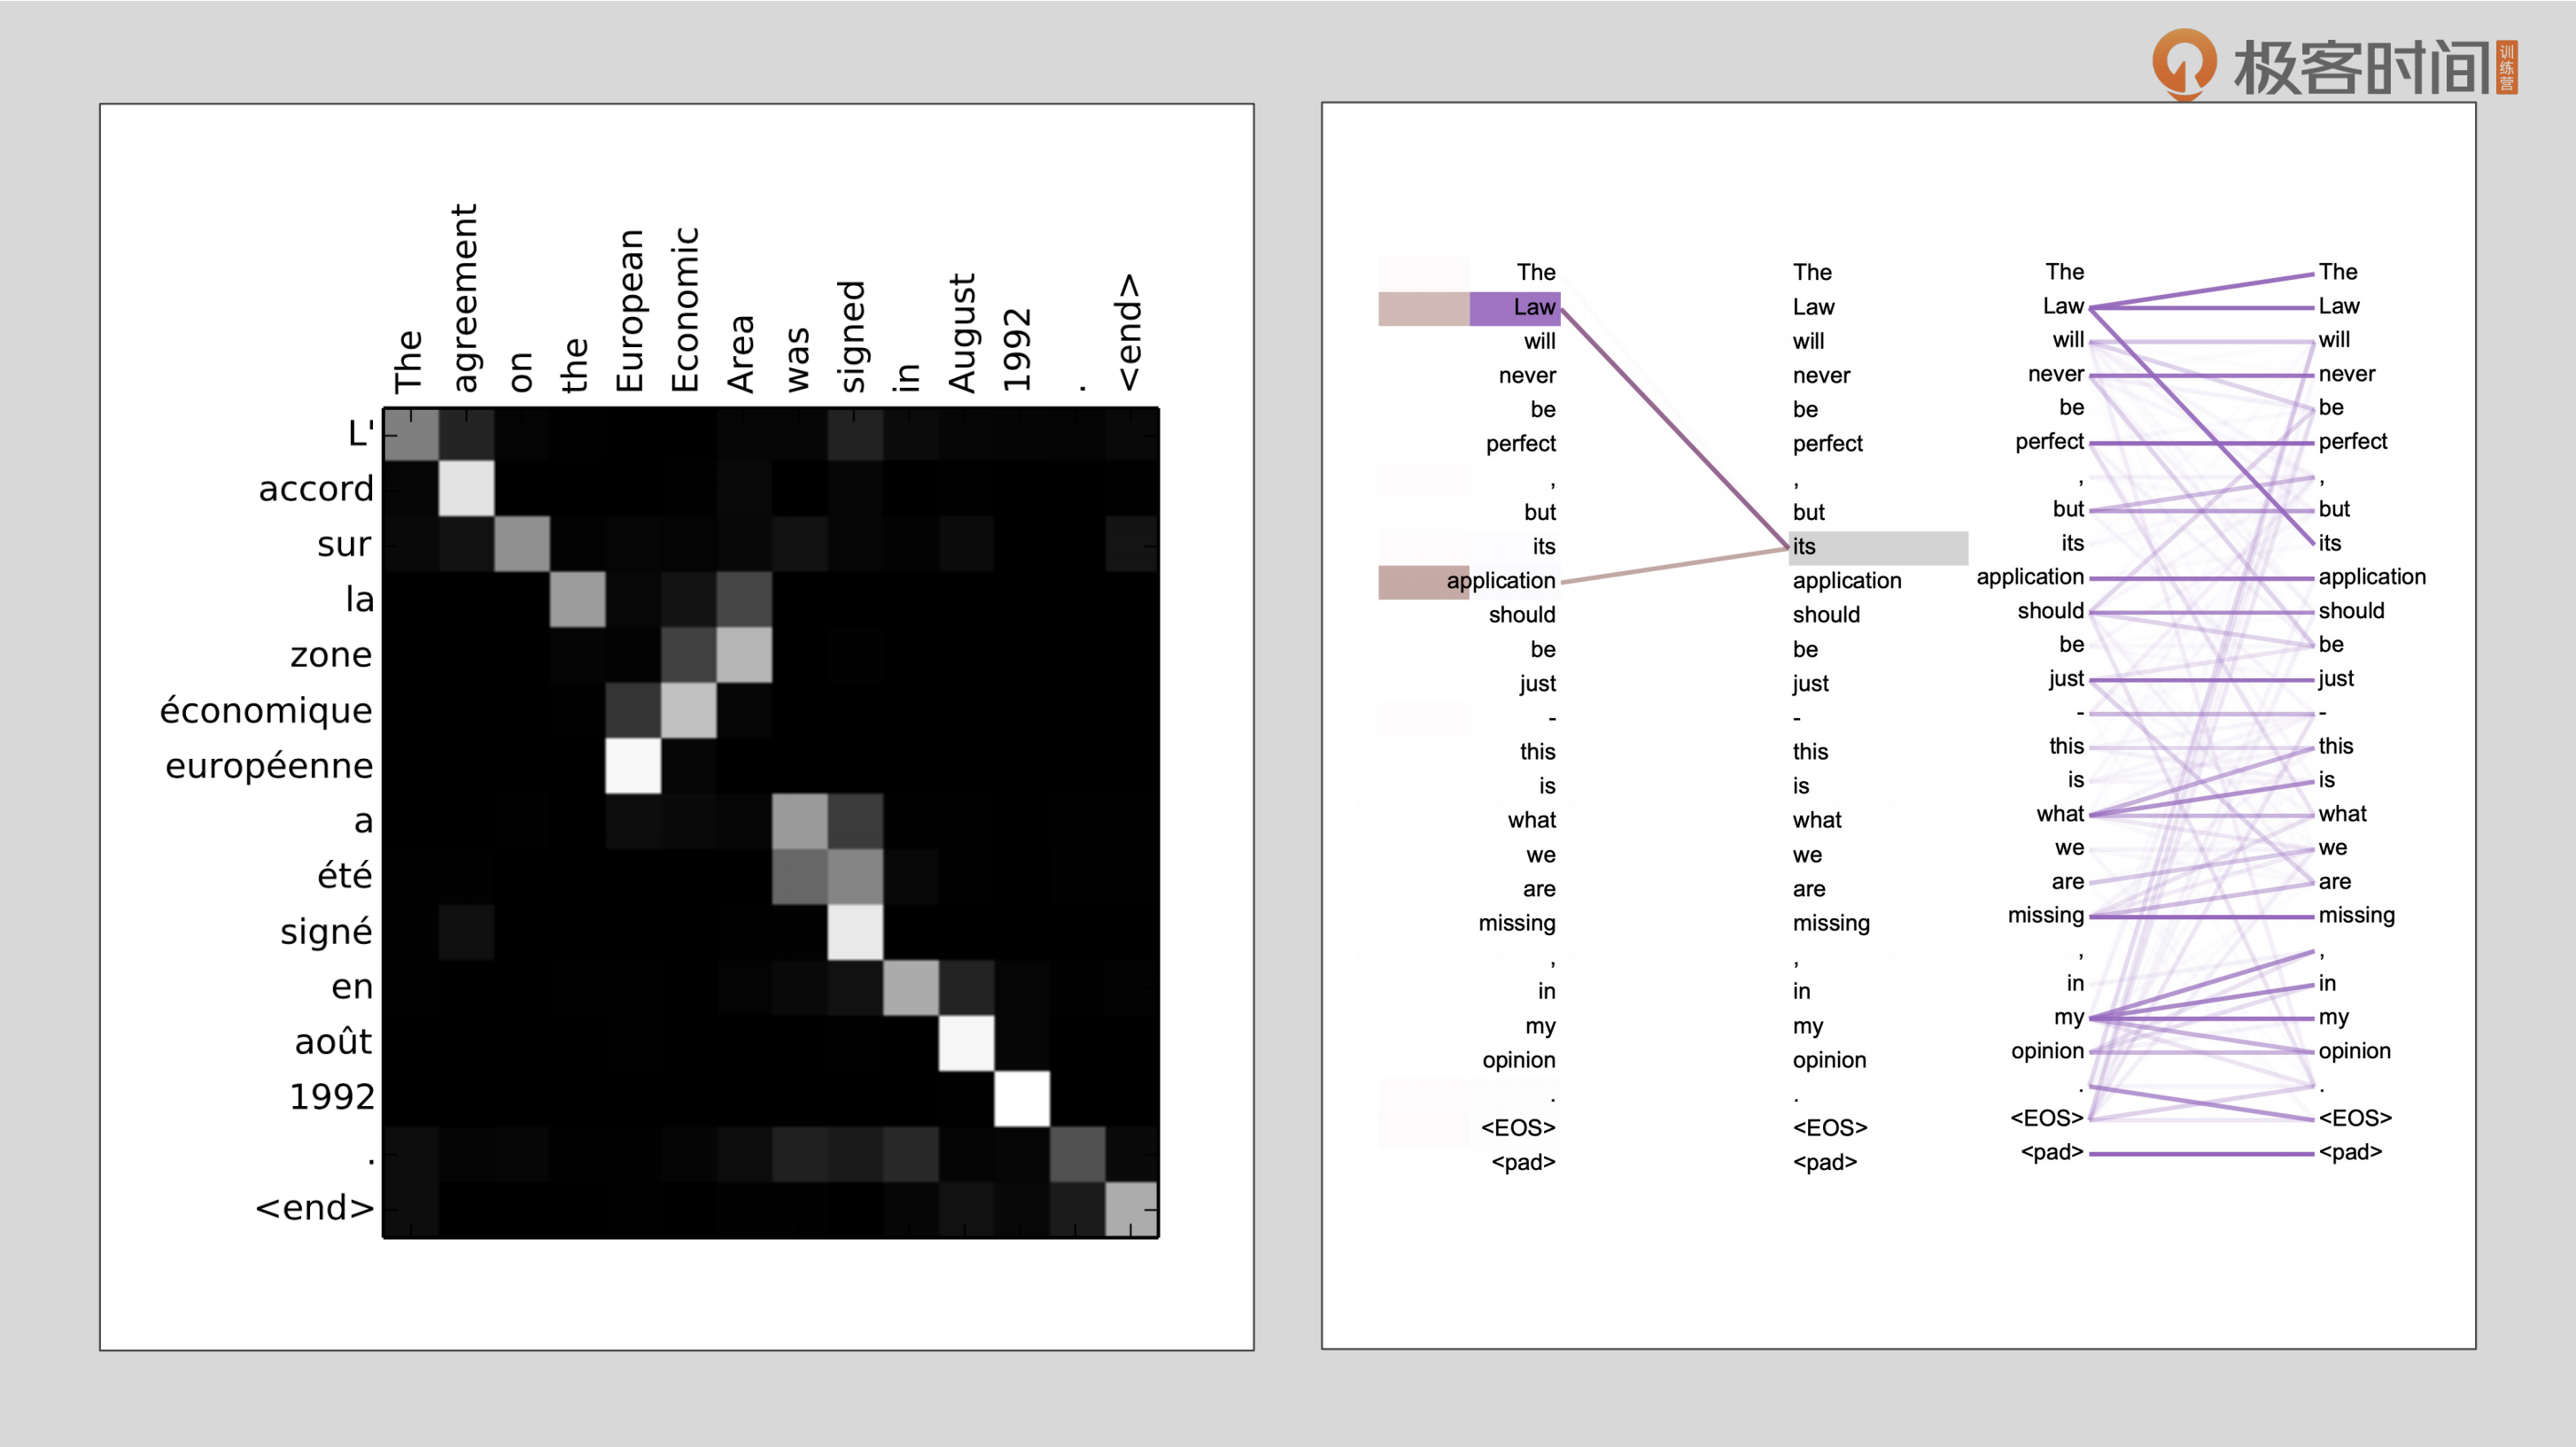 极客时间
训练营
The agreement on the European Economic Area was signed in August 1992 . <end>
L'
accord
sur
la
zone
économique
européenne
a
été
signé
en
août
1992
.
<end>
The The The The
Law Law Law Law
will will will will
never never never never
be be be be
perfect perfect perfect perfect
, , , ,
but but but but
its its its its
application application application application
should should should should
be be be be
just just just just
- - - -
this this this this
is is is is
what what what what
we we we we
are are are are
missing missing missing missing
, , , ,
in in in in
my my my my
opinion opinion opinion opinion
. . . .
<EOS> <EOS> <EOS> <EOS>
<pad> <pad> <pad> <pad>